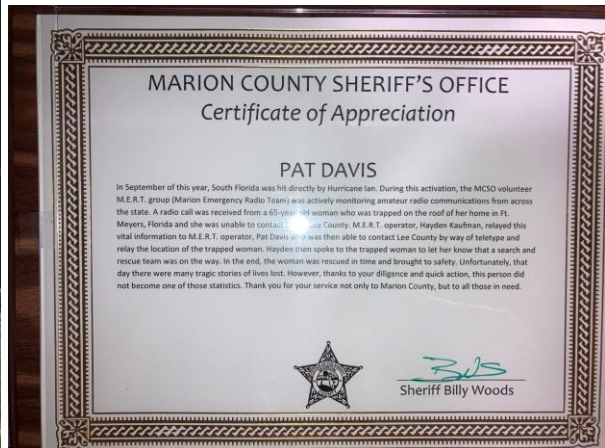 MARION COUNTY SHERIFF'S OFFICE
Certificate of Appreciation
PAT DAVIS
In September of this year, South Florida was hit directly by Hurricane Ian. During this activation, the MCSO volunteer
M.E.R.T. group (Marion Emergency Radio Team) was actively monitoring amateur radio communications from across
the state. A radio call was received from a 65-year old woman who was trapped on the roof of her home in Ft.
Meyers, Florida and she was unable to contact Lee County. M.E.R.T. operator, Hayden Kaufman, relayed this
vital information to M.E.R.T. operator, Pat Davis who was then able to contact Lee County by way of teletype and
relay the location of the trapped woman. Hayden then spoke to the trapped woman to let her know that a search and
rescue team was on the way. In the end, the woman was rescued in time and brought to safety. Unfortunately, that
day there were many tragic stories of lives lost. However, thanks to your diligence and quick action, this person did
not become one of those statistics. Thank you for your service not only to Marion County, but to all those in need.
Sheriff Billy Woods